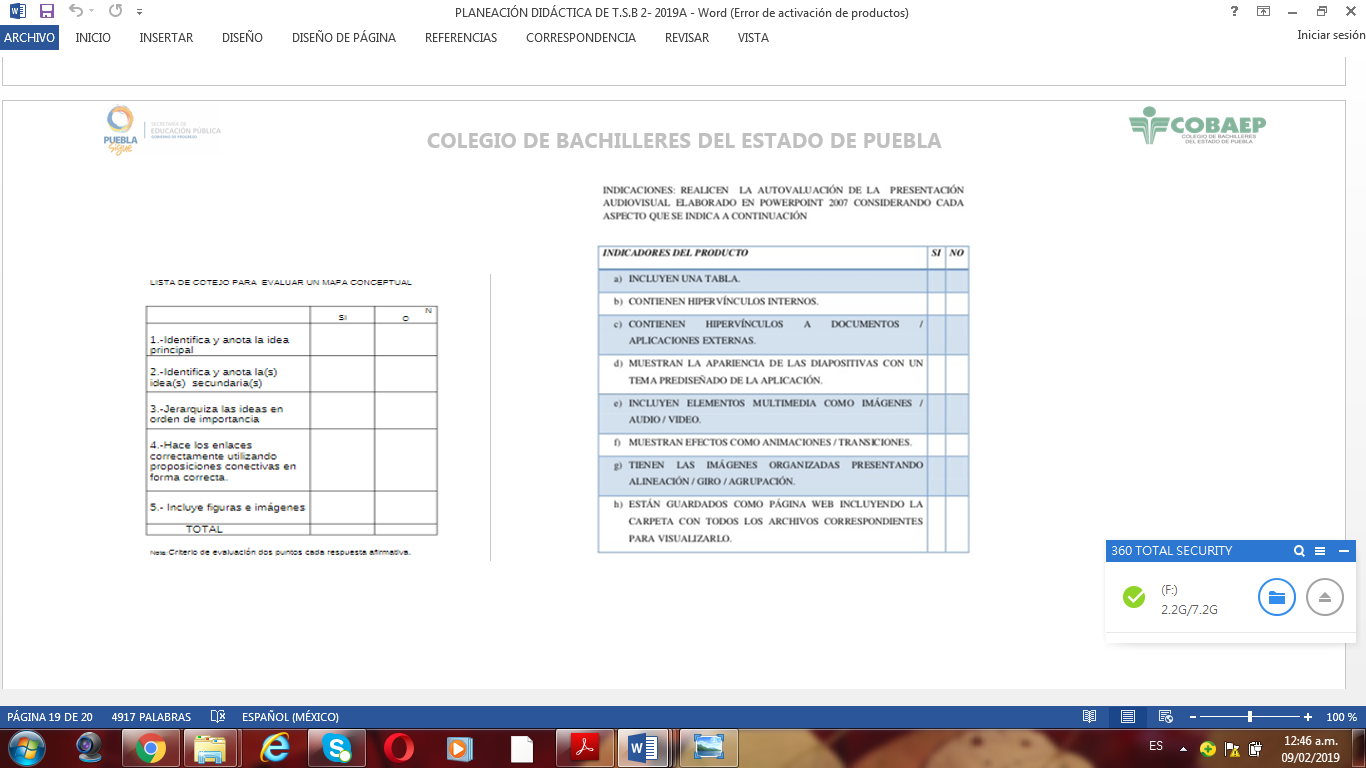 PLANEACIÓN DIDÁCTICA DE T.S.B 2- 2019A - Word (Error de activación de productos)
ARCHIVO INICIO INSERTAR DISEÑO DISEÑO DE PÁGINA REFERENCIAS CORRESPONDENCIA REVISAR VISTA Iniciar sesión
PUEBLA
Sigue
SECRETARÍA DE
EDUCACIÓN PÚBLICA
GOBIERNO DE PROGRESO
COLEGIO DE BACHILLERES DEL ESTADO DE PUEBLA
COBAEP
COLEGIO DE BACHILLERES
DEL ESTADO DE PUEBLA
LISTA DE COTEJO PARA EVALUAR UN MAPA CONCEPTUAL
SI N
O
1.-Identifica y anota la idea
principal
2.-Identifica y anota la(s)
idea(s) secundaria(s)
3.-Jerarquiza las ideas en
orden de importancia
4.-Hace los enlaces
correctamente utilizando
proposiciones conectivas en
forma correcta.
5.- Incluye figuras e imágenes
TOTAL
Nota: Criterio de evaluación dos puntos cada respuesta afirmativa.
INDICACIONES: REALICEN LA AUTOVALUACIÓN DE LA PRESENTACIÓN
AUDIOVISUAL ELABORADO EN POWERPOINT 2007 CONSIDERANDO CADA
ASPECTO QUE SE INDICA A CONTINUACIÓN
INDICADORES DEL PRODUCTO SI NO
a) INCLUYEN UNA TABLA.
b) CONTIENEN HIPERVÍNCULOS INTERNOS.
c) CONTIENEN HIPERVÍNCULOS A DOCUMENTOS /
APLICACIONES EXTERNAS.
d) MUESTRAN LA APARIENCIA DE LAS DIAPOSITIVAS CON UN
TEMA PREDISEÑADO DE LA APLICACIÓN.
e) INCLUYEN ELEMENTOS MULTIMEDIA COMO IMÁGENES /
AUDIO / VIDEO.
f) MUESTRAN EFECTOS COMO ANIMACIONES / TRANSICIONES.
g) TIENEN LAS IMÁGENES ORGANIZADAS PRESENTANDO
ALINEACIÓN / GIRO / AGRUPACIÓN.
h) ESTÁN GUARDADOS COMO PÁGINA WEB INCLUYENDO LA
CARPETA CON TODOS LOS ARCHIVOS CORRESPONDIENTES
PARA VISUALIZARLO.
360 TOTAL SECURITY
(F:)
2.2G/7.2G
PÁGINA 19 DE 20 4917 PALABRAS ESPAÑOL (MÉXICO) 100 %
ES 12:46 a.m.
09/02/2019